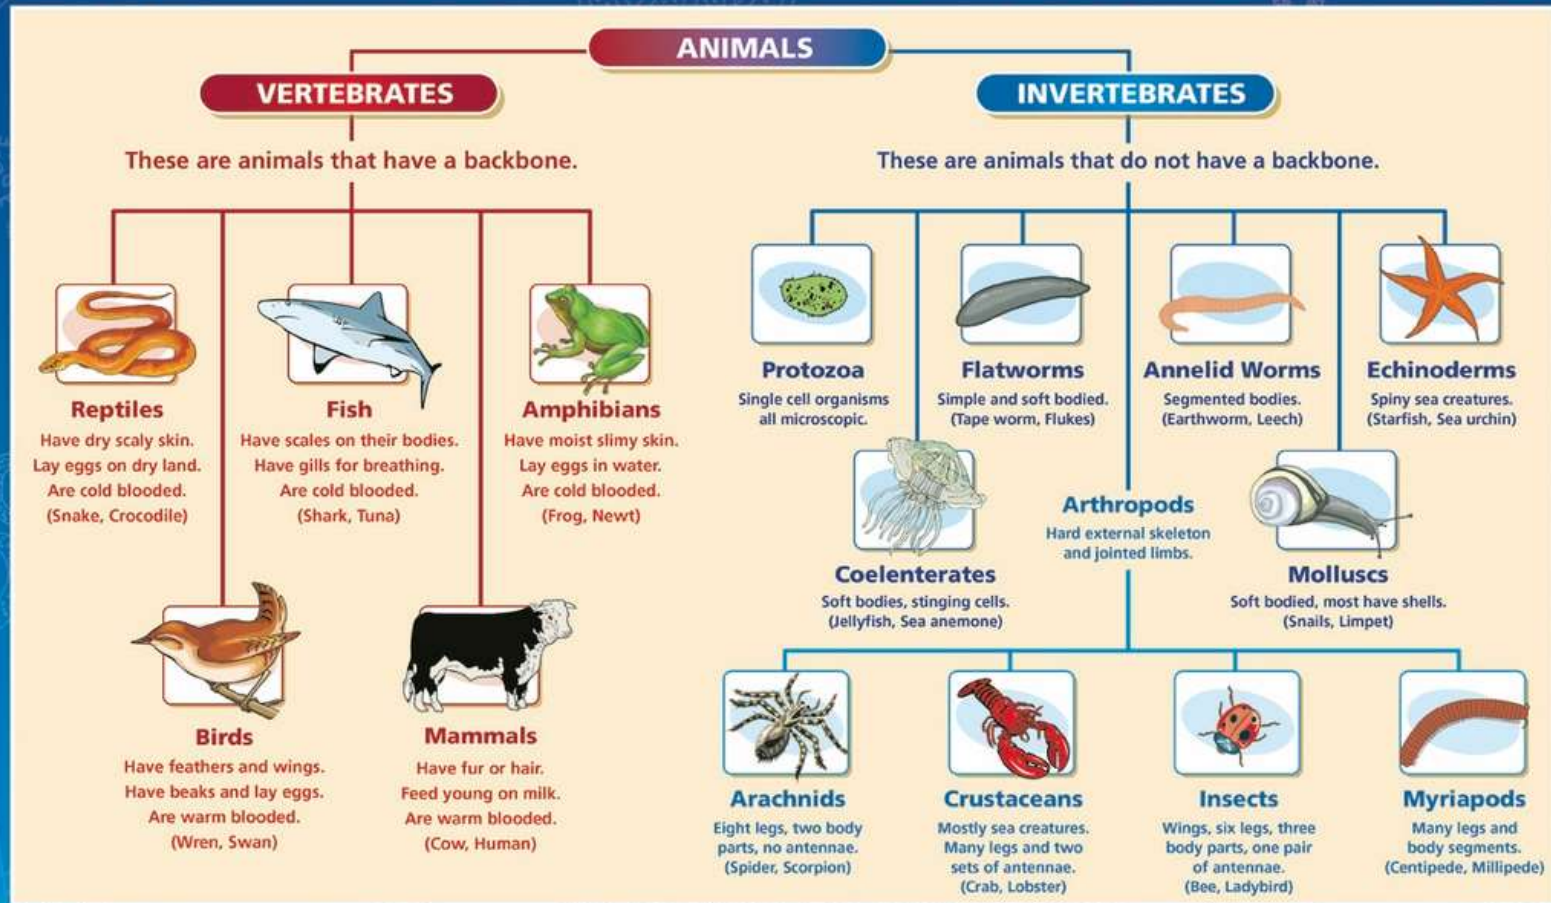 ANIMALS
VERTEBRATES
These are animals that have a backbone.
Reptiles
Have dry scaly skin.
Lay eggs on dry land.
Are cold blooded.
(Snake, Crocodile)
Fish
Have scales on their bodies.
Have gills for breathing.
Are cold blooded.
(Shark, Tuna)
Amphibians
Have moist slimy skin.
Lay eggs in water.
Are cold blooded.
(Frog, Newt)
Birds
Have feathers and wings.
Have beaks and lay eggs.
Are warm blooded.
(Wren, Swan)
Mammals
Have fur or hair.
Feed young on milk.
Are warm blooded.
(Cow, Human)
INVERTEBRATES
These are animals that do not have a backbone.
Protozoa
Single cell organisms
all microscopic.
Flatworms
Simple and soft bodied.
(Tape worm, Flukes)
Annelid Worms
Segmented bodies.
(Earthworm, Leech)
Echinoderms
Spiny sea creatures.
(Starfish, Sea urchin)
Coelenterates
Soft bodies, stinging cells.
(Jellyfish, Sea anemone)
Arthropods
Hard external skeleton
and jointed limbs.
Molluscs
Soft bodied, most have shells.
(Snails, Limpet)
Arachnids
Eight legs, two body
parts, no antennae.
(Spider, Scorpion)
Crustaceans
Mostly sea creatures.
Many legs and two
sets of antennae.
(Crab, Lobster)
Insects
Wings, six legs, three
body parts, one pair
of antennae.
(Bee, Ladybird)
Myriapods
Many legs and
body segments.
(Centipede, Millipede)